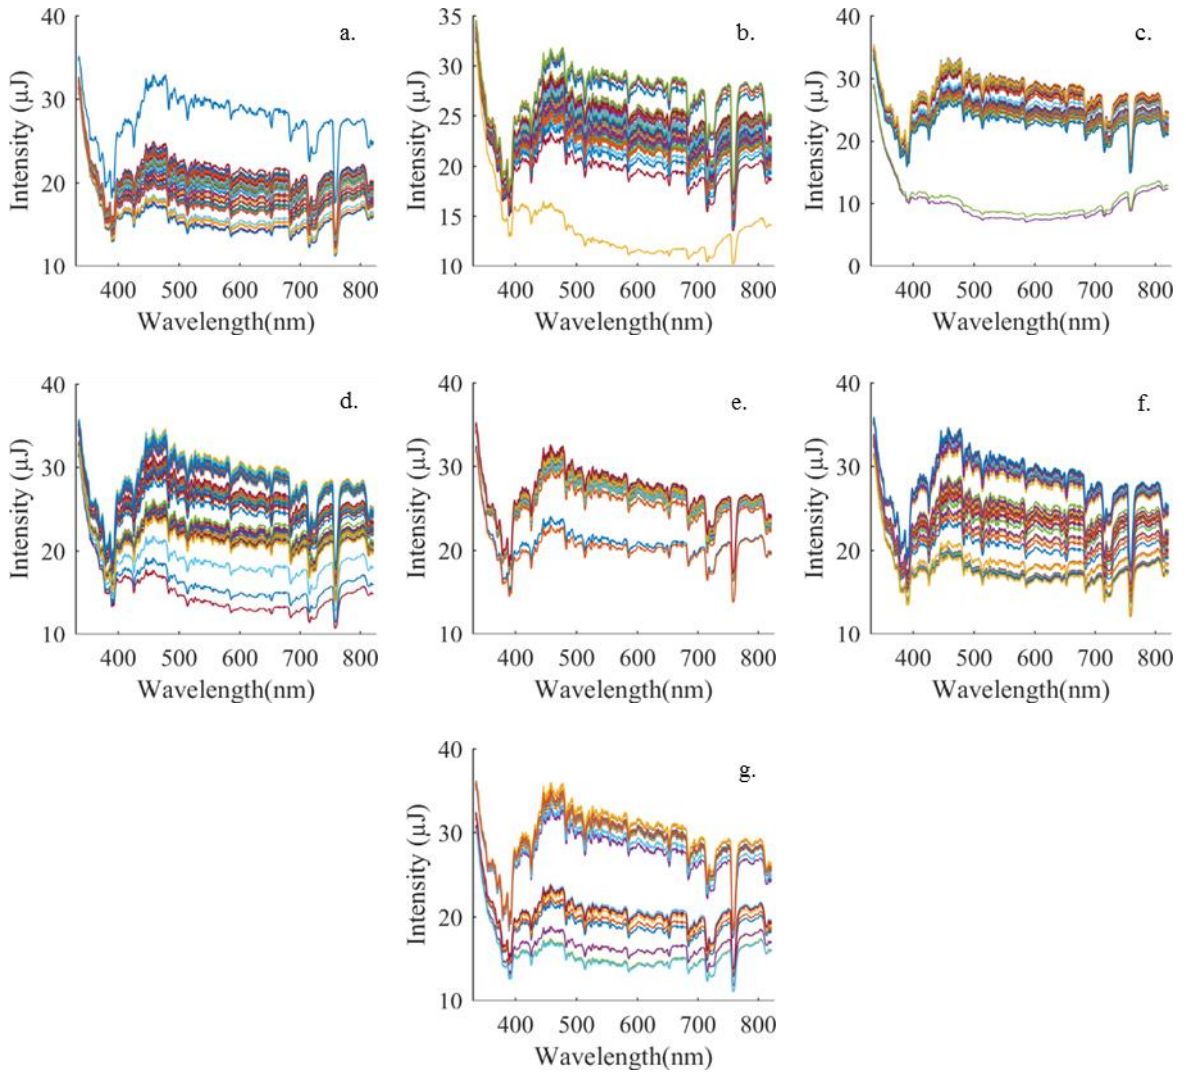 40 a. 35 b. 40 c.
Intensity (µJ) 30 20 10
Intensity (µJ) 30 25 20 15 10
Intensity (µJ) 30 20 10 0
400 500 600 700 800 400 500 600 700 800 400 500 600 700 800
Wavelength(nm) Wavelength(nm) Wavelength(nm)
40 d. 40 e. 40 f.
Intensity (µJ) 30 20 10
Intensity (µJ) 30 20 10
Intensity (µJ) 30 20 10
400 500 600 700 800 400 500 600 700 800 400 500 600 700 800
Wavelength(nm) Wavelength(nm) Wavelength(nm)
40 g.
Intensity (µJ) 30 20 10
400 500 600 700 800
Wavelength(nm)